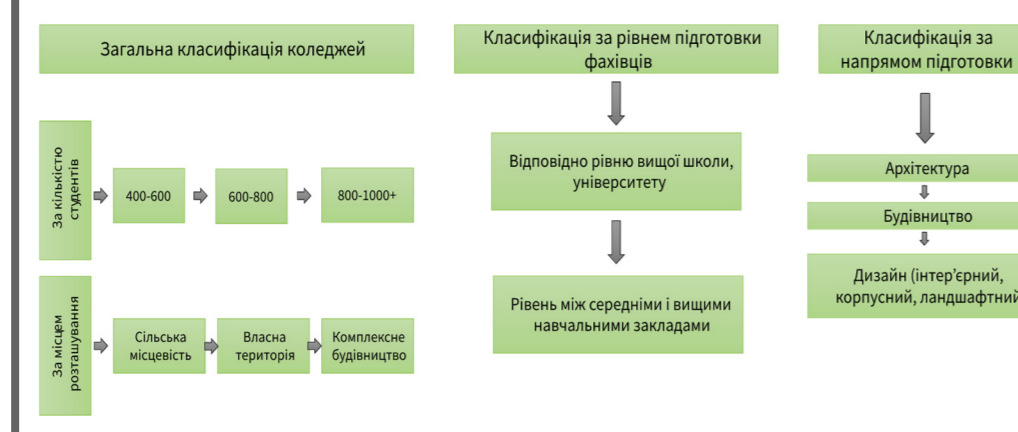 Загальна класифікація коледжей
За кількістю
студентів
400-600
600-800
800-1000+
За місцем
розташування
Сільська
місцевість
Власна
територія
Комплексне
будівництво
Класифікація за рівнем підготовки
фахівців
Відповідно рівню вищої школи,
університету
Рівень між середніми і вищими
навчальними закладами
Класифікація за
напрямом підготовки
Архітектура
Будівництво
Дизайн (інтер’єрний,
корпусний, ландшафтний